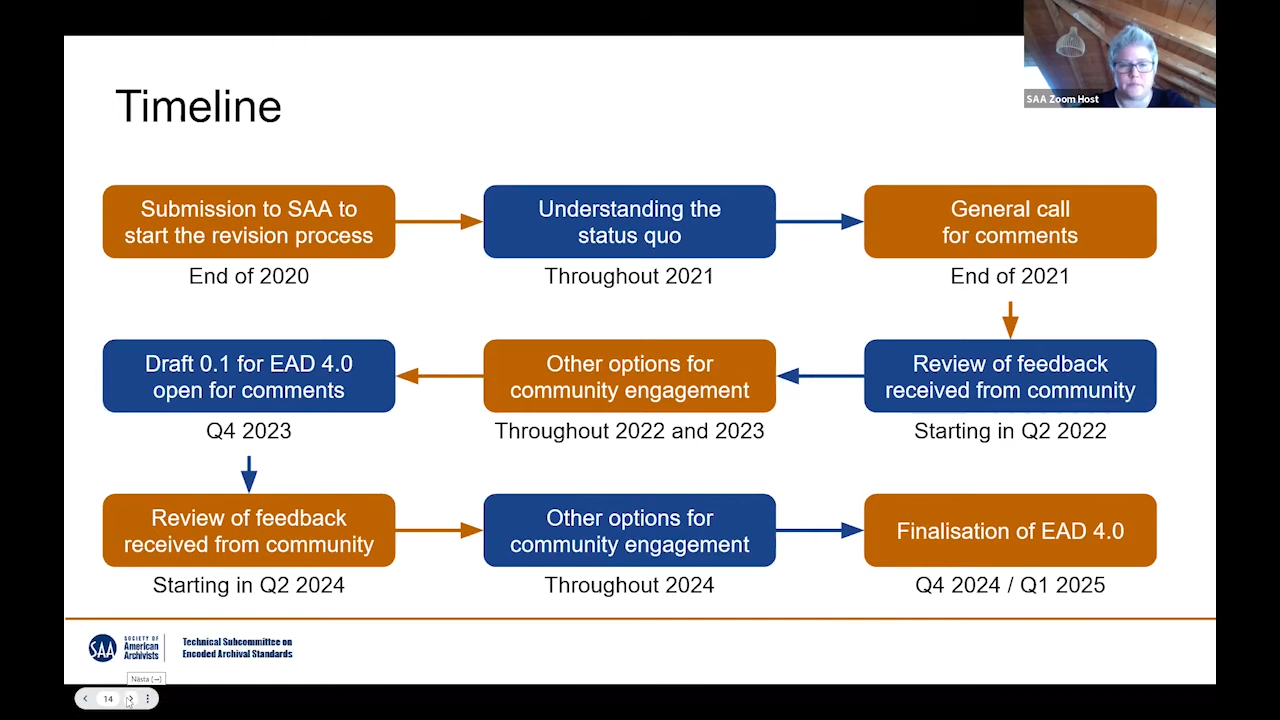 SAA Zoom Host
Timeline
Submission to SAA to
start the revision process
End of 2020
Understanding the
status quo
Throughout 2021
General call
for comments
End of 2021
Review of feedback
received from community
Starting in Q2 2022
Other options for
community engagement
Throughout 2022 and 2023
Draft 0.1 for EAD 4.0
open for comments
Q4 2023
Review of feedback
received from community
Starting in Q2 2024
Other options for
community engagement
Throughout 2024
Finalisation of EAD 4.0
Q4 2024 / Q1 2025
SAA
SOCIETY OF
American
Archivists
Technical Subcommittee on
Encoded Archival Standards
Nästa (→)
14